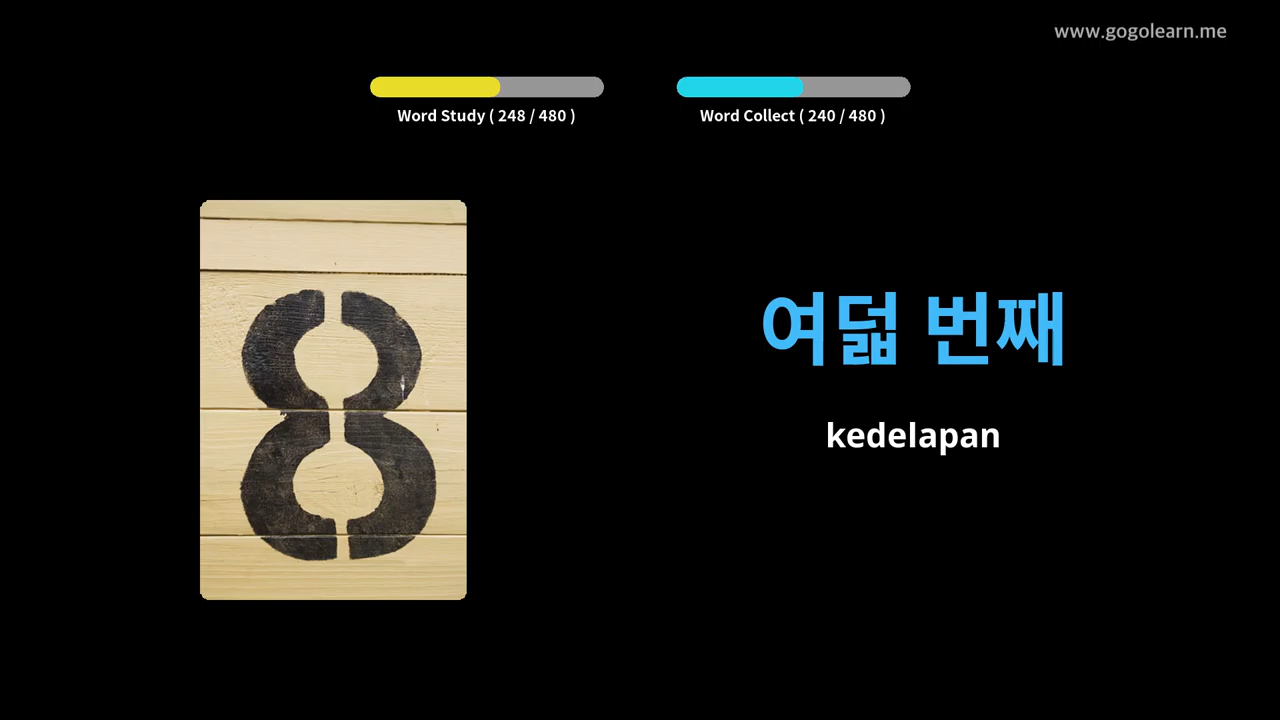 www.gogolearn.me
Word Study ( 248 / 480 )
Word Collect ( 240 / 480 )
8
여덟 번째
kedelapan